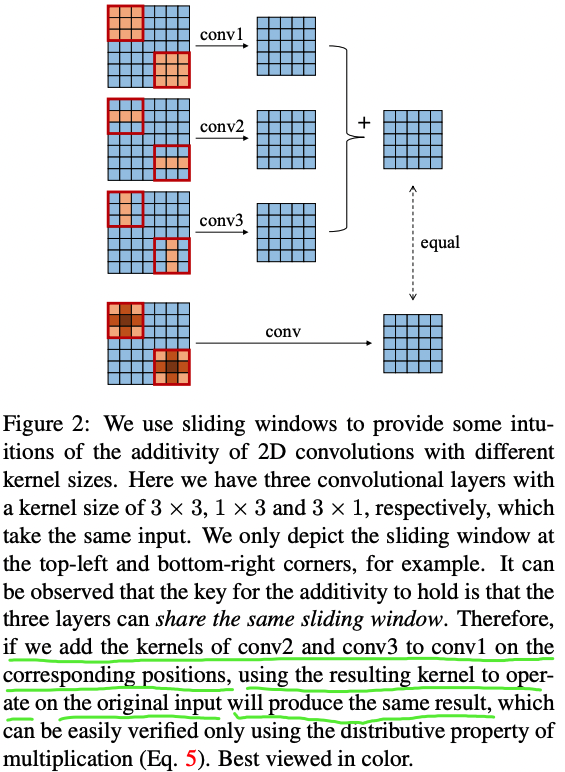 conv1
+
conv2
conv3
equal
conv
Figure 2: We use sliding windows to provide some intu-
itions of the additivity of 2D convolutions with different
kernel sizes. Here we have three convolutional layers with
a kernel size of 3 × 3, 1 × 3 and 3 × 1, respectively, which
take the same input. We only depict the sliding window at
the top-left and bottom-right corners, for example. It can
be observed that the key for the additivity to hold is that the
three layers can share the same sliding window. Therefore,
if we add the kernels of conv2 and conv3 to conv1 on the
corresponding positions, using the resulting kernel to oper-
ate on the original input will produce the same result, which
can be easily verified only using the distributive property of
multiplication (Eq. 5). Best viewed in color.